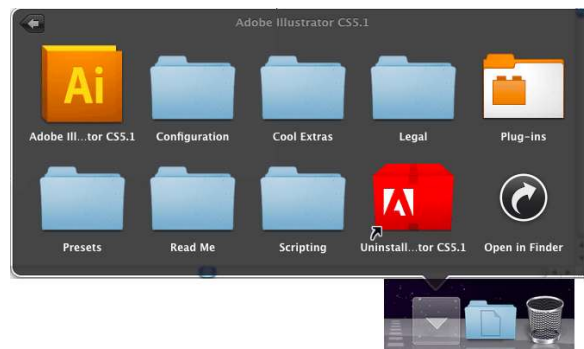 Adobe Illustrator CS5.1
Ai
Adobe Ill...tor CS5.1
Configuration
Cool Extras
Legal
Plug-ins
Presets
Read Me
Scripting
Uninstall...tor CS5.1
Open in Finder